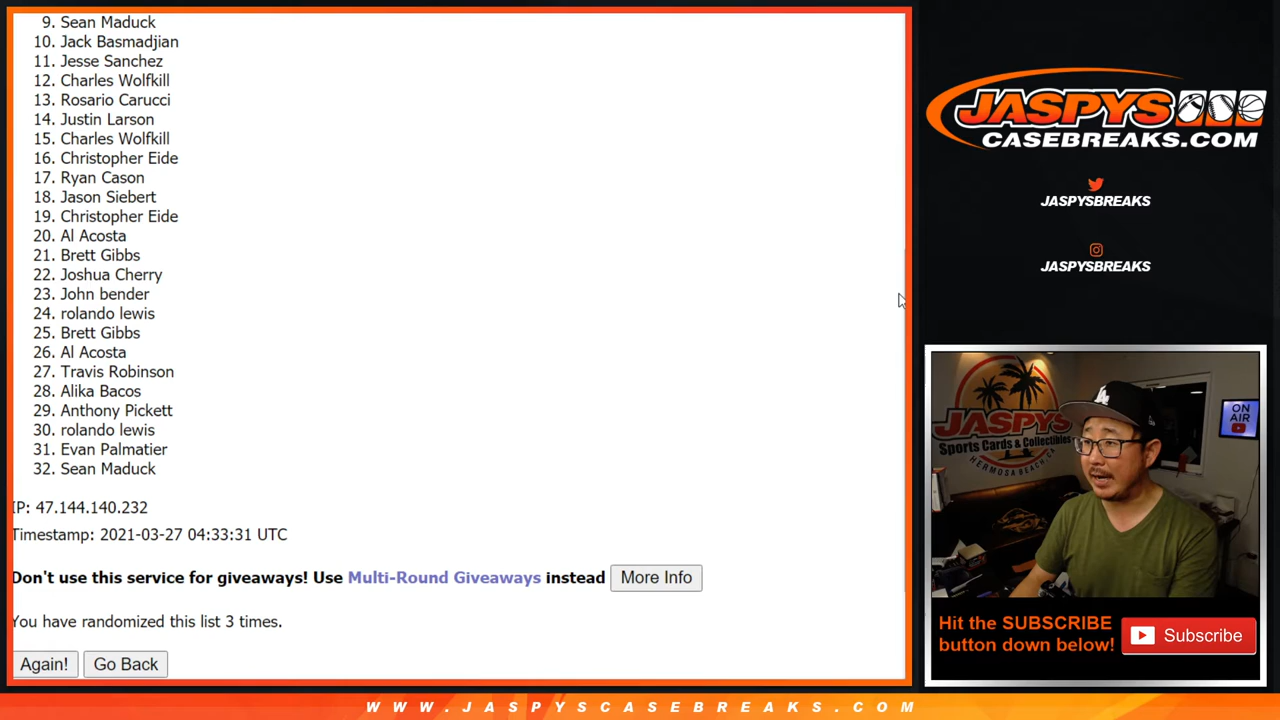 9. Sean Maduck
10. Jack Basmadjian
11. Jesse Sanchez
12. Charles Wolfkill
13. Rosario Carucci
14. Justin Larson
15. Charles Wolfkill
16. Christopher Eide
17. Ryan Cason
18. Jason Siebert
19. Christopher Eide
20. Al Acosta
21. Brett Gibbs
22. Joshua Cherry
23. John bender
24. rolando lewis
25. Brett Gibbs
26. Al Acosta
27. Travis Robinson
28. Alika Bacos
29. Anthony Pickett
30. rolando lewis
31. Evan Palmatier
32. Sean Maduck
IP: 47.144.140.232
Timestamp: 2021-03-27 04:33:31 UTC
Don't use this service for giveaways! Use Multi-Round Giveaways instead More Info
You have randomized this list 3 times.
Again! Go Back
JASPYS
CASEBREAKS.COM
JASPYSBREAKS
JASPYSBREAKS
JASPYS
Sports Cards & Collectibles
HERMOSA BEACH, CA
LA
ON
AIR
Hit the SUBSCRIBE
button down below!
Subscribe
WWW.JASPYSCASEBREAKS.COM